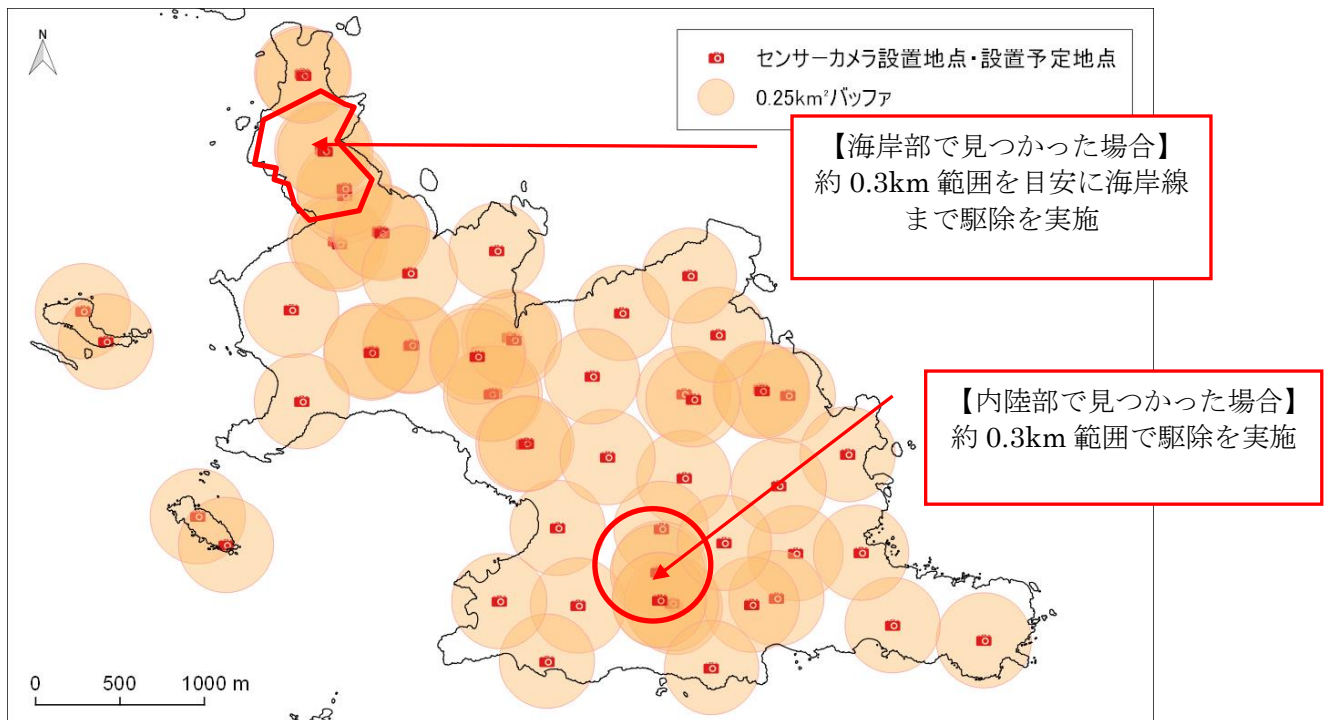 N
センサーカメラ設置地点・設置予定地点
0.25km²バッファ
【海岸部で見つかった場合】
約 0.3km 範囲を目安に海岸線
まで駆除を実施
【内陸部で見つかった場合】
約 0.3km 範囲で駆除を実施
0 500 1000 m